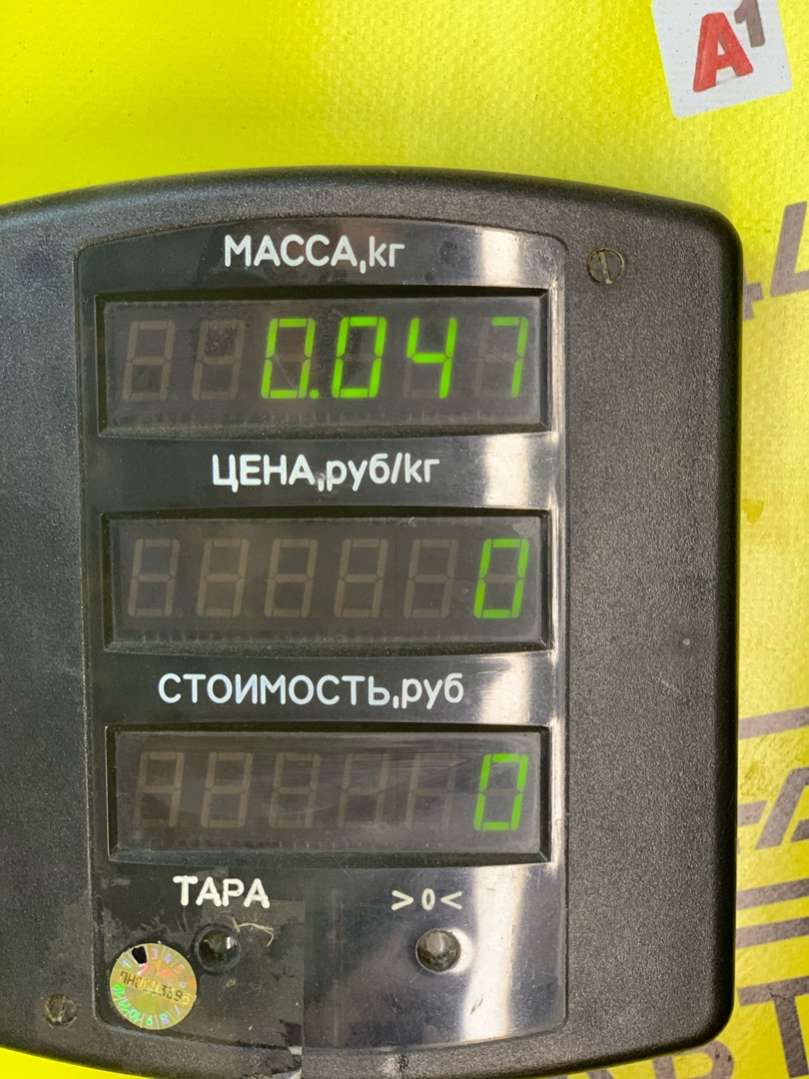 A1
МАССА,кг
0.047
ЦЕНА,руб/кг
0
СТОИМОСТЬ,руб
0
ТАРА >0<